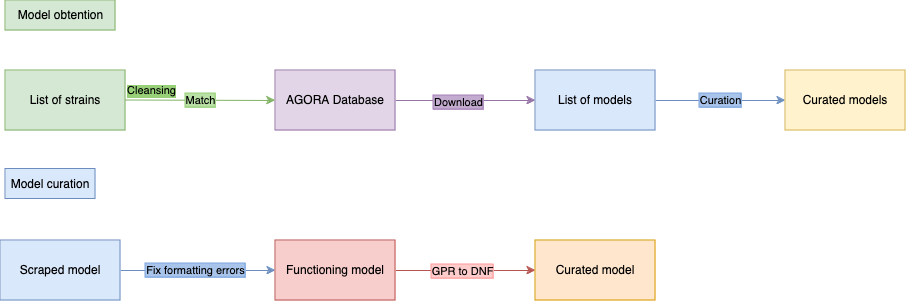 Model obtention
List of strains
Cleansing
Match
AGORA Database
Download
List of models
Curation
Curated models
Model curation
Scraped model
Fix formatting errors
Functioning model
GPR to DNF
Curated model